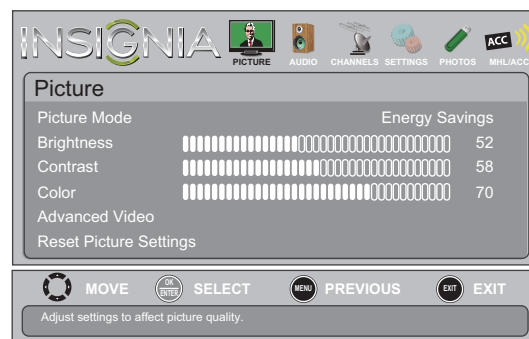 INSIGNIA
PICTURE AUDIO CHANNELS SETTINGS PHOTOS MHL/ACC
ACC
Picture
Picture Mode Energy Savings
Brightness 52
Contrast 58
Color 70
Advanced Video
Reset Picture Settings
MOVE OK ENTER SELECT MENU PREVIOUS EXIT EXIT
Adjust settings to affect picture quality.